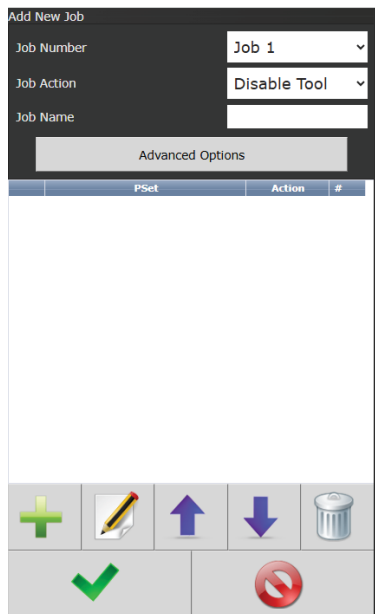 Add New Job
Job Number Job 1
Job Action Disable Tool
Job Name
Advanced Options
PSet Action #